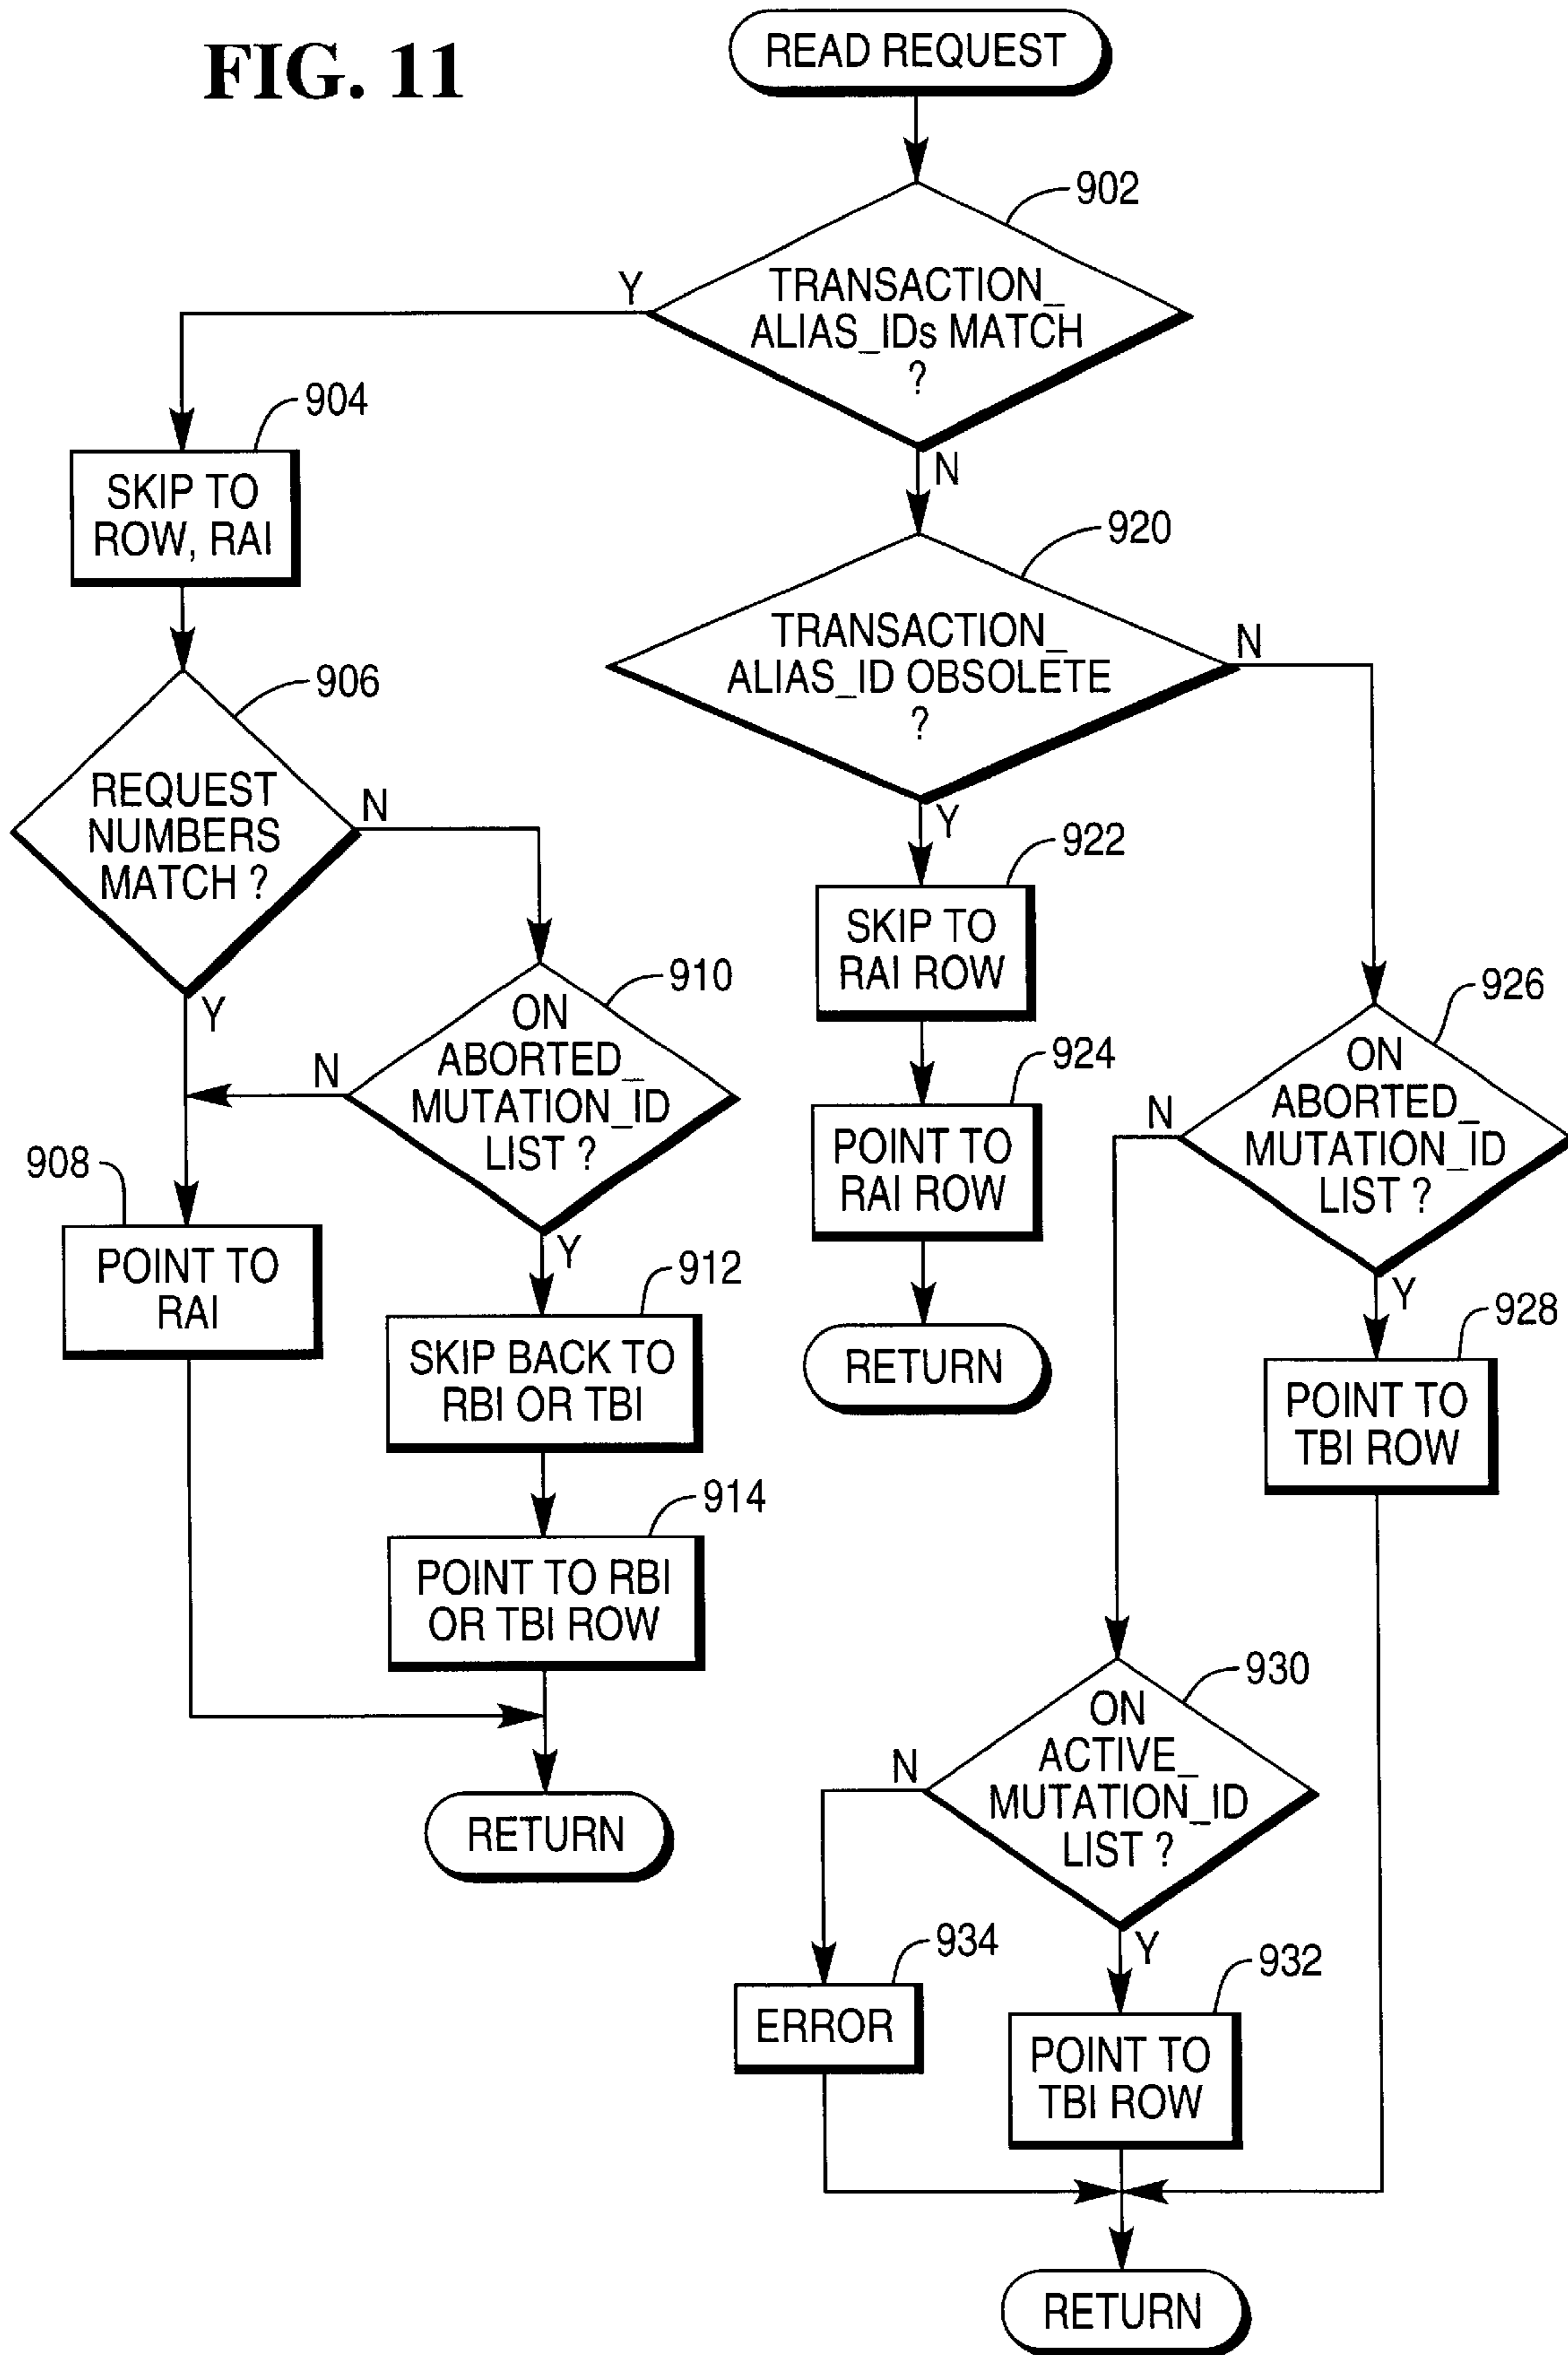 FIG. 11
READ REQUEST
902
TRANSACTION_
ALIAS_IDs MATCH
?
Y
N
904
SKIP TO
ROW, RAI
920
TRANSACTION_
ALIAS_ID OBSOLETE
?
N
Y
906
REQUEST
NUMBERS
MATCH ?
N
Y
922
SKIP TO
RAI ROW
910
ON
ABORTED_
MUTATION_ID
LIST ?
N
Y
926
ON
ABORTED_
MUTATION_ID
LIST ?
N
Y
924
POINT TO
RAI ROW
908
POINT TO
RAI
912
SKIP BACK TO
RBI OR TBI
RETURN
928
POINT TO
TBI ROW
914
POINT TO RBI
OR TBI ROW
930
ON
ACTIVE_
MUTATION_ID
LIST ?
N
Y
RETURN
934
ERROR
932
POINT TO
TBI ROW
RETURN